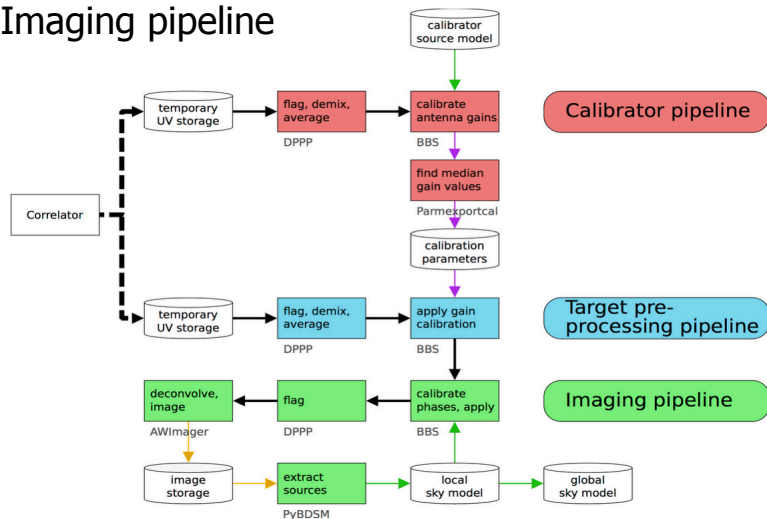 Imaging pipeline
calibrator
source model
temporary
UV storage
flag, demix,
average
DPPP
calibrate
antenna gains
BBS
Calibrator pipeline
find median
gain values
Parmexportcal
Correlator
calibration
parameters
temporary
UV storage
flag, demix,
average
DPPP
apply gain
calibration
BBS
Target pre-
processing pipeline
deconvolve,
image
AWImager
flag
DPPP
calibrate
phases, apply
BBS
Imaging pipeline
image
storage
extract
sources
PyBDSM
local
sky model
global
sky model